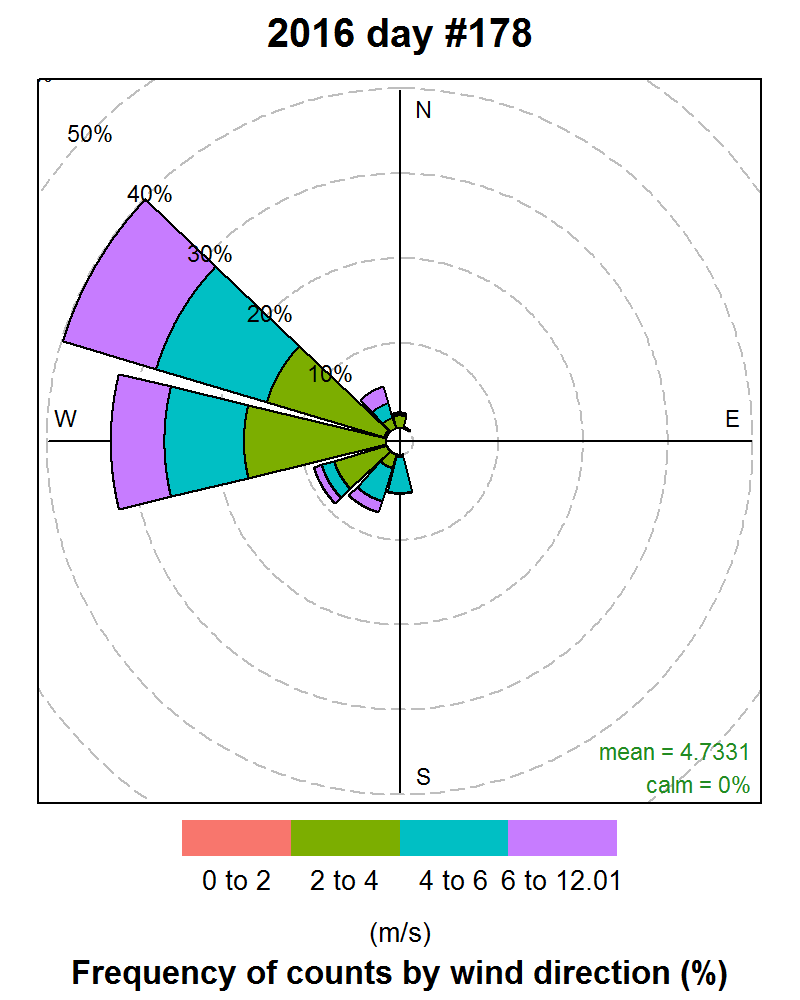 2016 day #178
N
50%
40%
30%
20%
10%
W
E
mean = 4.7331
S
calm = 0%
0 to 2 2 to 4 4 to 6 6 to 12.01
(m/s)
Frequency of counts by wind direction (%)